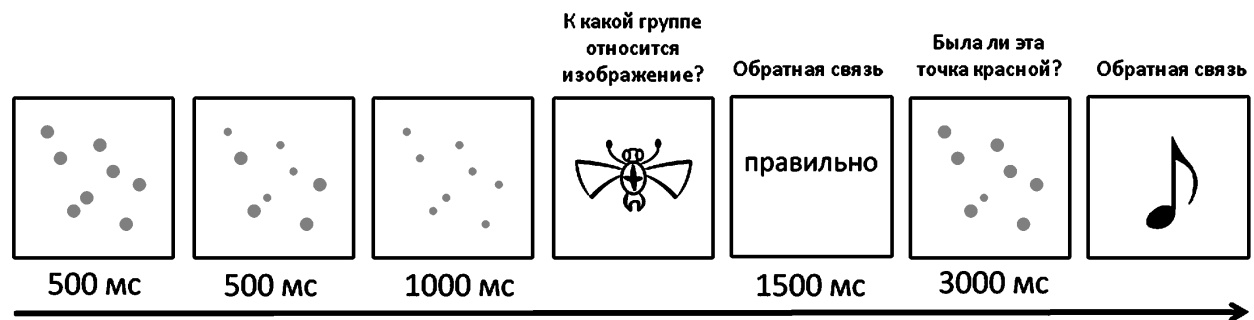 К какой группе
относится
изображение?
Обратная связь
Была ли эта
точка красной?
Обратная связь
правильно
500 мс
500 мс
1000 мс
1500 мс
3000 мс